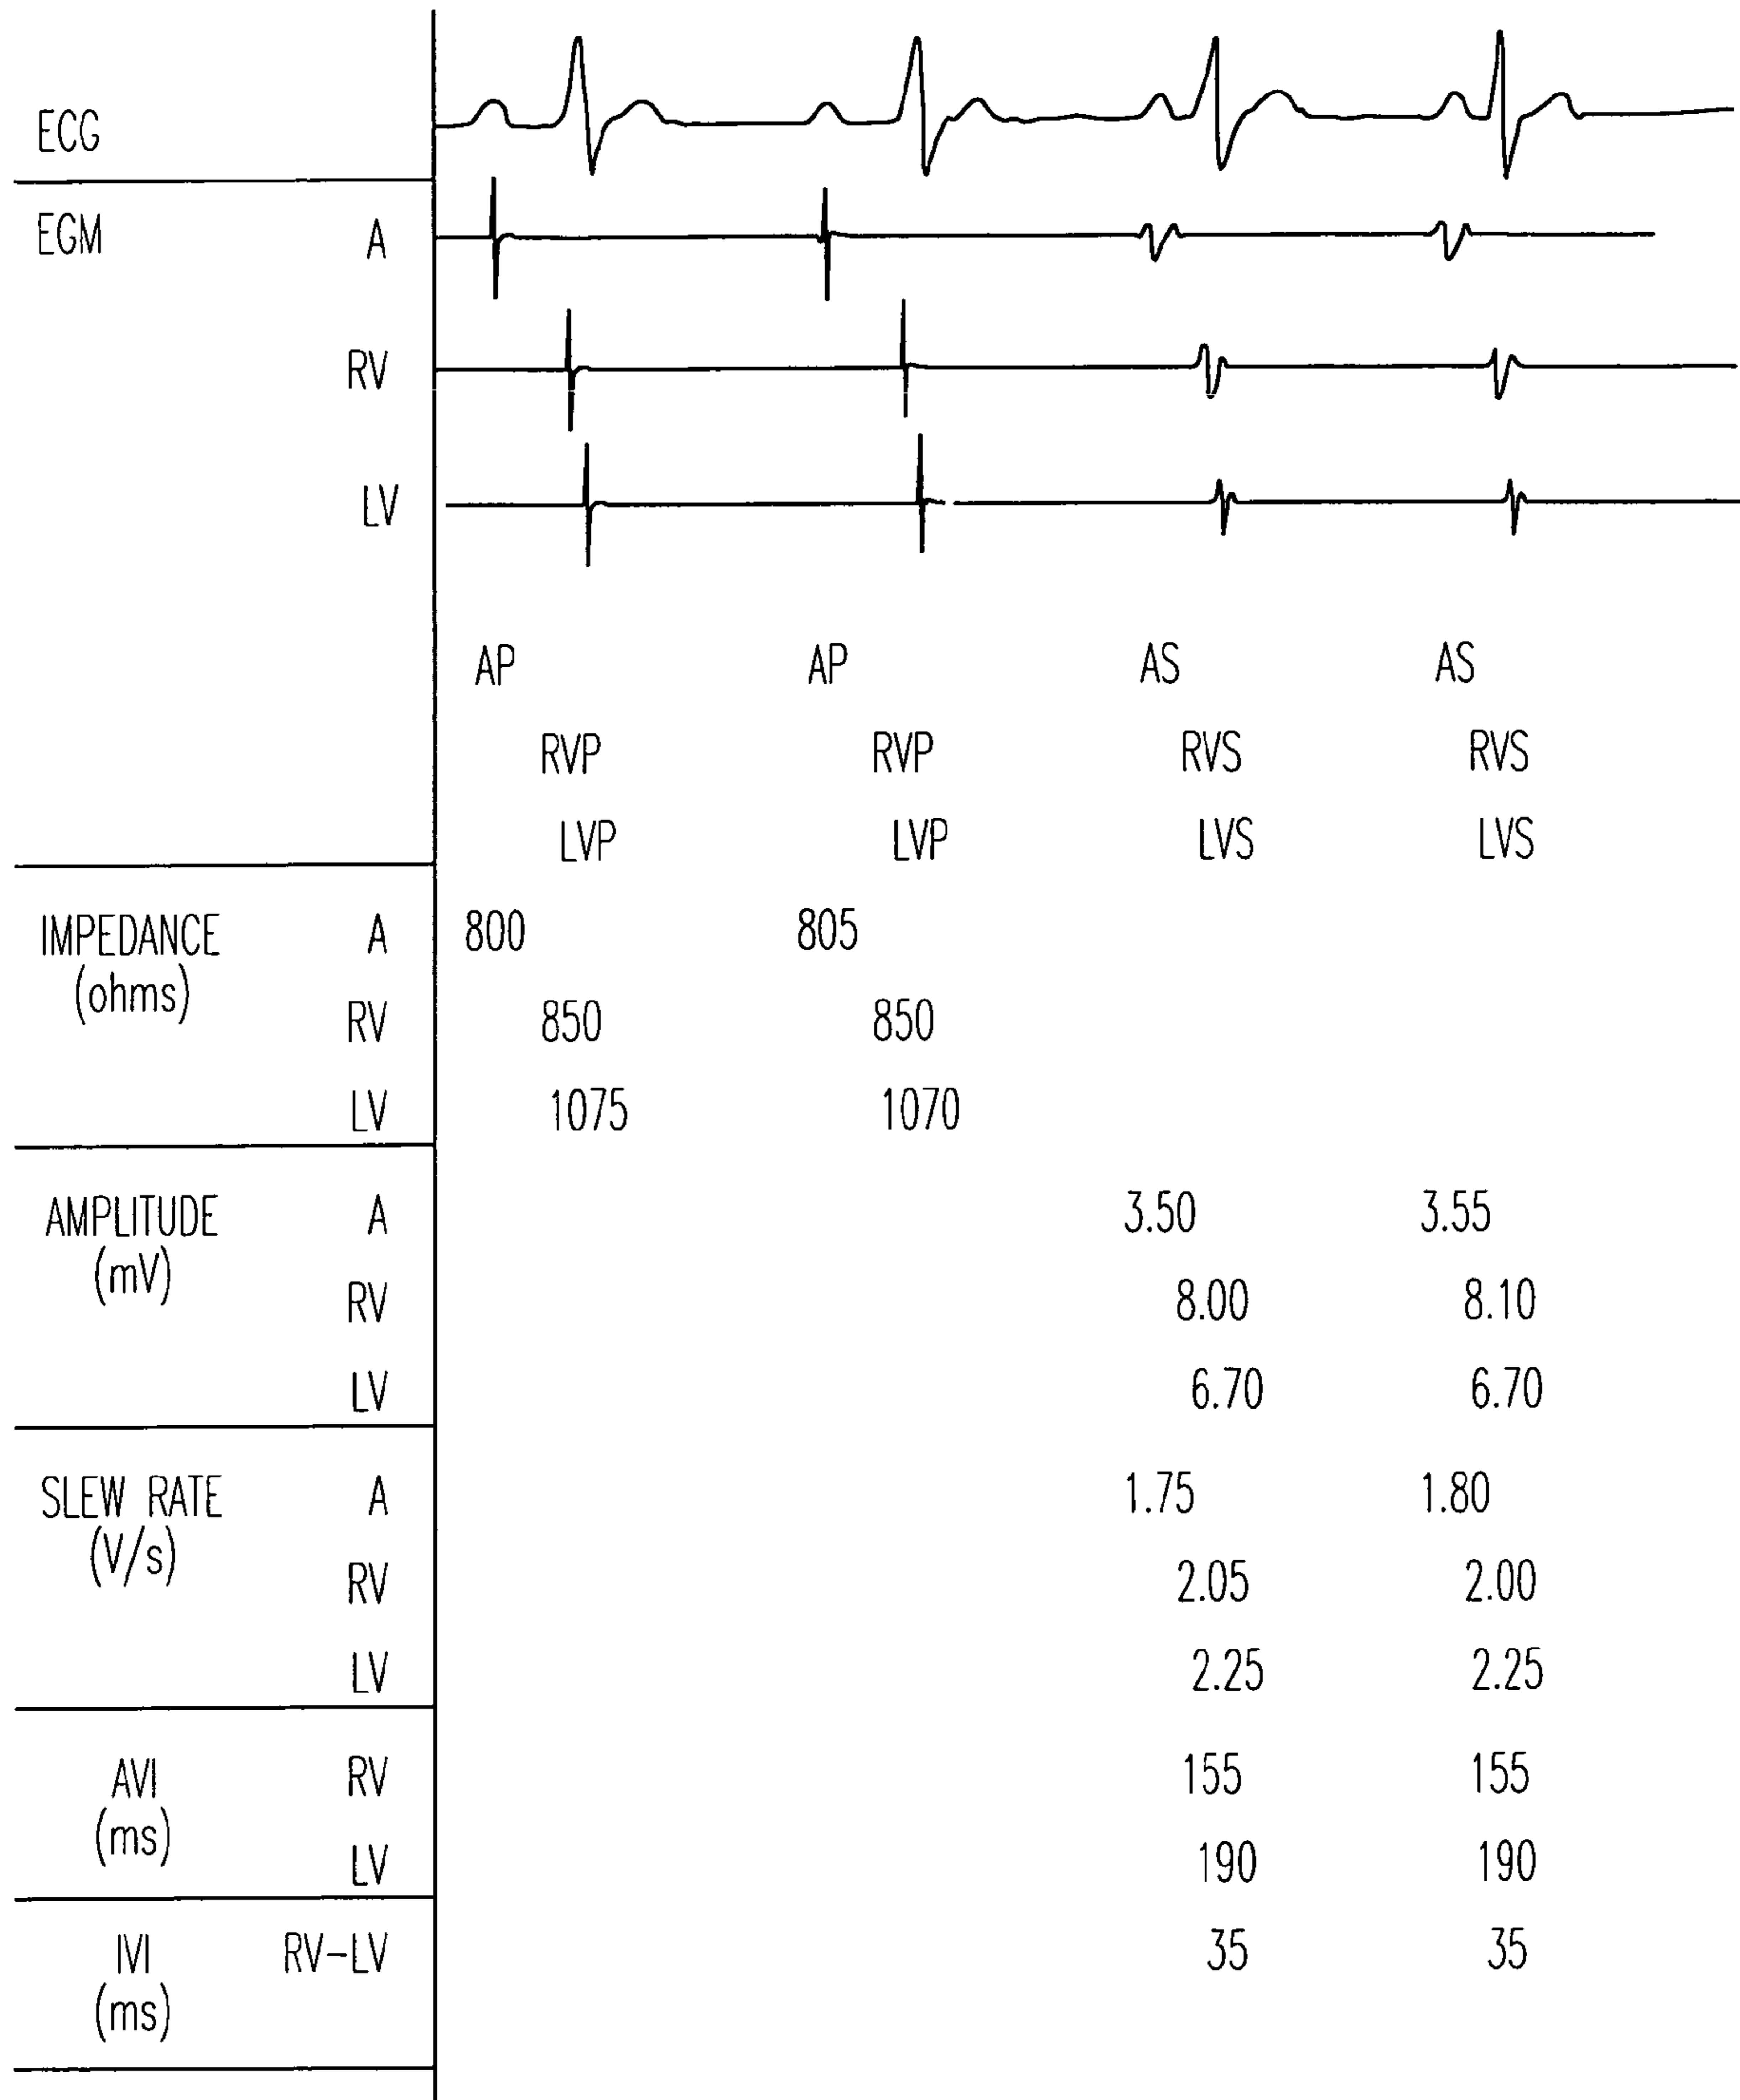 ECG
EGM A
RV
LV
AP AP AS AS
RVP RVP RVS RVS
LVP LVP LVS LVS
IMPEDANCE A 800 805
(ohms)
RV 850 850
LV 1075 1070
AMPLITUDE A 3.50 3.55
(mV)
RV 8.00 8.10
LV 6.70 6.70
SLEW RATE A 1.75 1.80
(V/s)
RV 2.05 2.00
LV 2.25 2.25
AVI RV 155 155
(ms)
LV 190 190
IVI RV-LV 35 35
(ms)